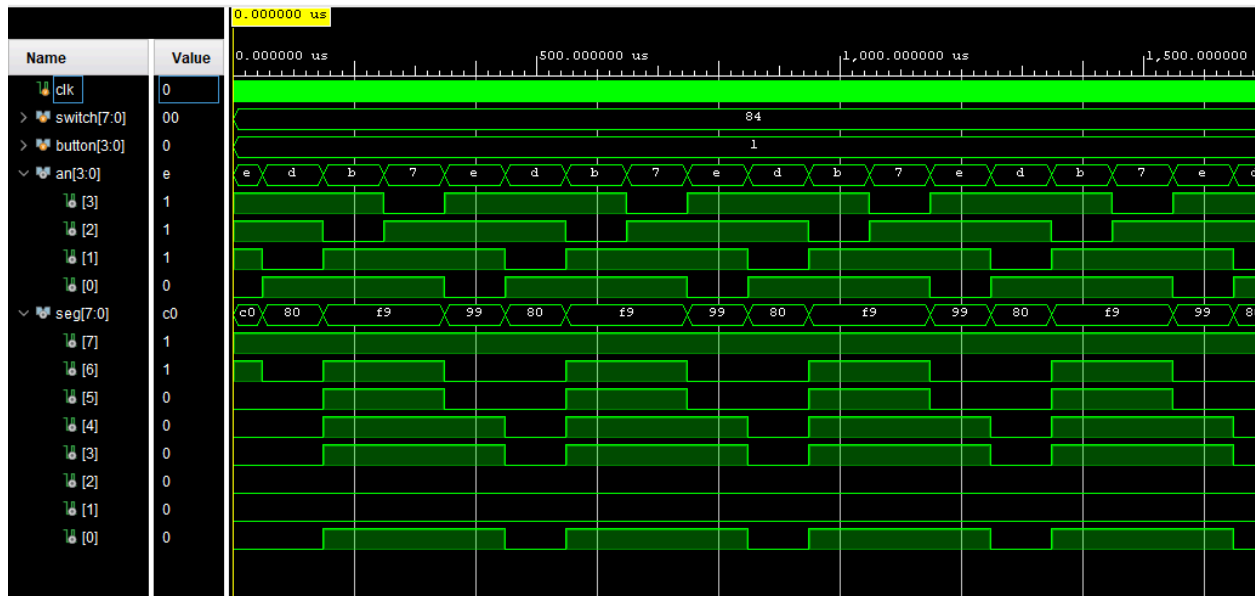 0.000000 us
Name Value 0.000000 us 500.000000 us 1,000.000000 us 1,500.000000
clk 0
switch[7:0] 00 84
button[3:0] 0 1
an[3:0] e e d b 7 e d b 7 e d b 7 e d b 7 e d
[3] 1
[2] 1
[1] 1
[0] 0
seg[7:0] c0 c0 80 f9 99 80 f9 99 80 f9 99 80 f9 99 8
[7] 1
[6] 1
[5] 0
[4] 0
[3] 0
[2] 0
[1] 0
[0] 0